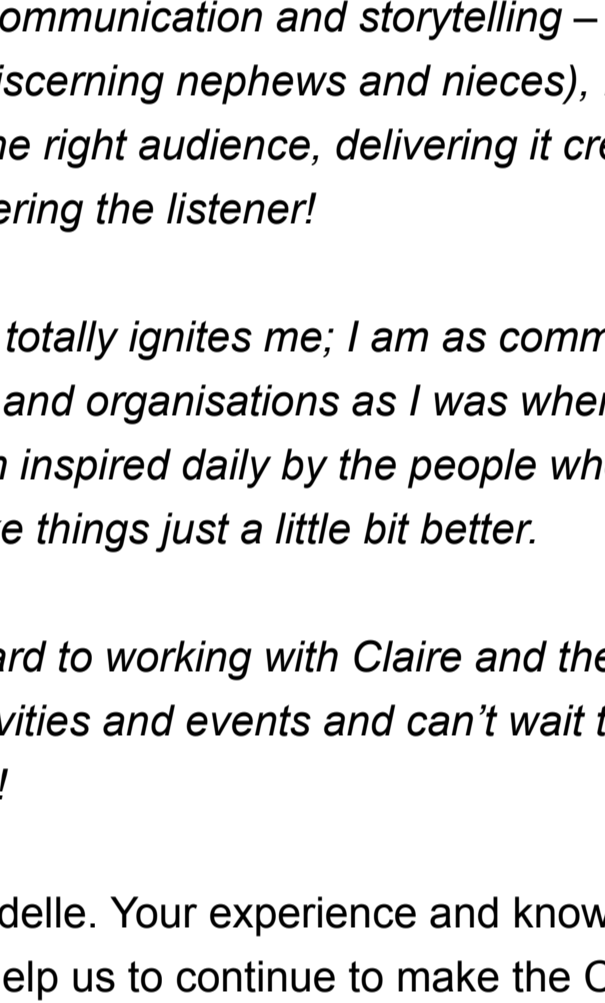 ommunication and storytelling –
iscerning nephews and nieces),
he right audience, delivering it cre
ering the listener!
totally ignites me; I am as comm
and organisations as I was when
n inspired daily by the people wh
e things just a little bit better.
ard to working with Claire and the
vities and events and can’t wait t
!
delle. Your experience and know
elp us to continue to make the C